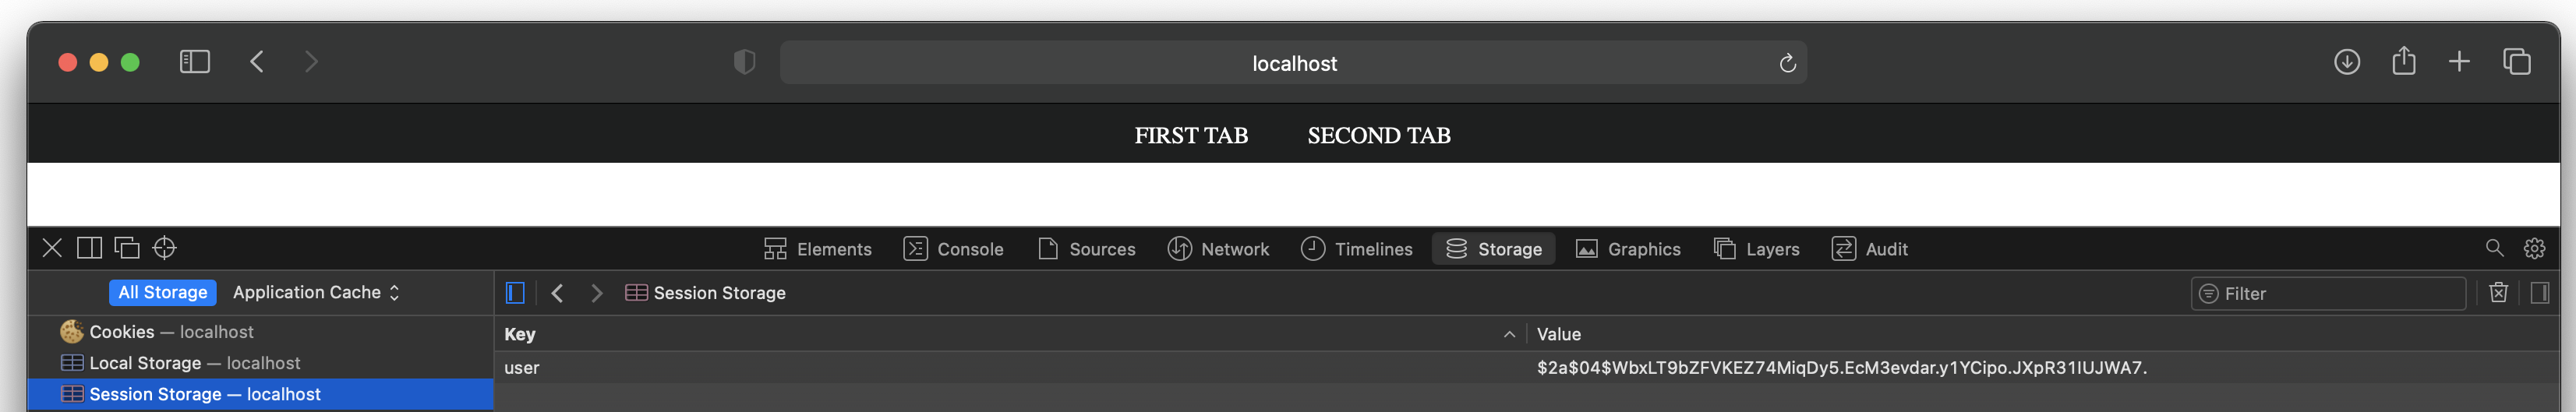 localhost
FIRST TAB SECOND TAB
Elements Console Sources Network Timelines Storage Graphics Layers Audit
All Storage Application Cache Session Storage Filter
Cookies — localhost
Local Storage — localhost
Session Storage — localhost
Key Value
user $2a$04$WbxLT9bZFVKEZ74MiqDy5.EcM3evdar.y1YCipo.JXpR31lUJWA7.